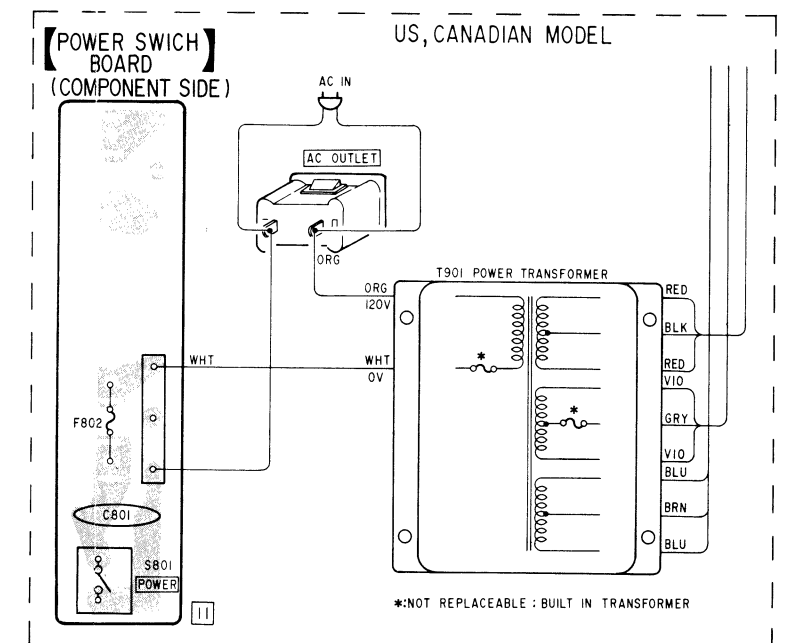 US, CANADIAN MODEL
【POWER SWICH
BOARD】
(COMPONENT SIDE)
AC IN
AC OUTLET
ORG
T901 POWER TRANSFORMER
ORG
120V
WHT
WHT
0V
*
*
RED
BLK
RED
VIO
GRY
VIO
BLU
BRN
BLU
F802
C801
S801
POWER
11
*:NOT REPLACEABLE : BUILT IN TRANSFORMER